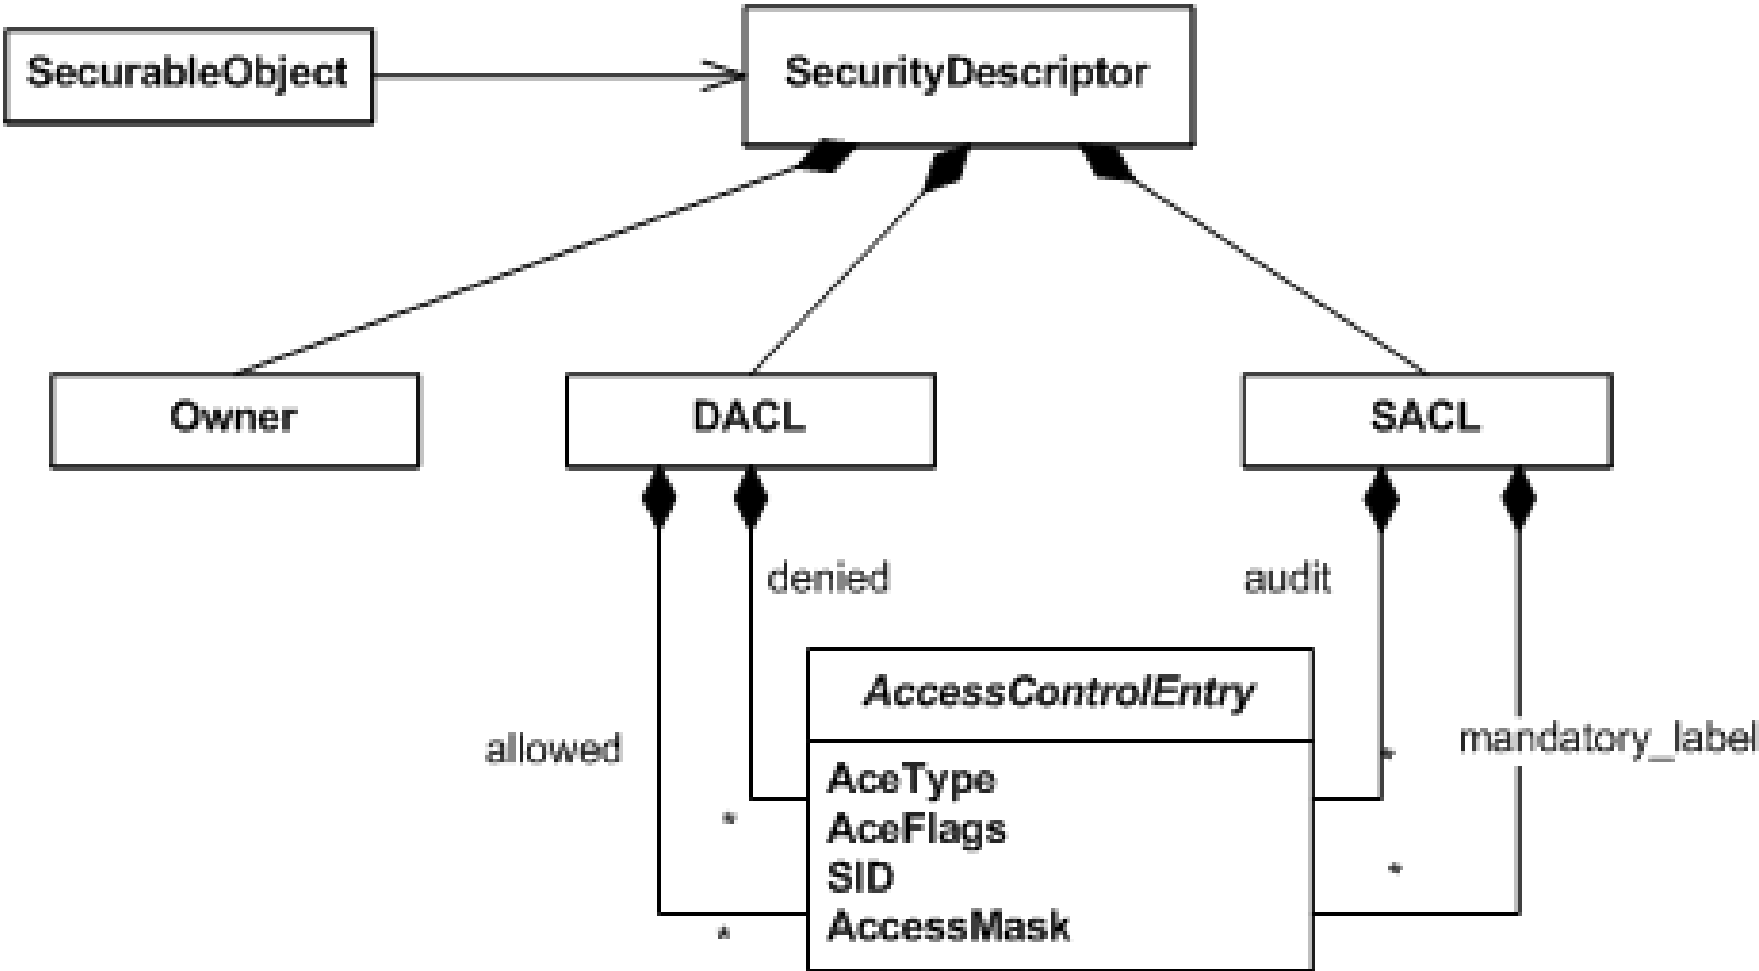 SecurableObject
SecurityDescriptor
Owner
DACL
SACL
denied
audit
AccessControlEntry
allowed
*
mandatory_label
AceType
*
AceFlags
SID
*
AccessMask
*